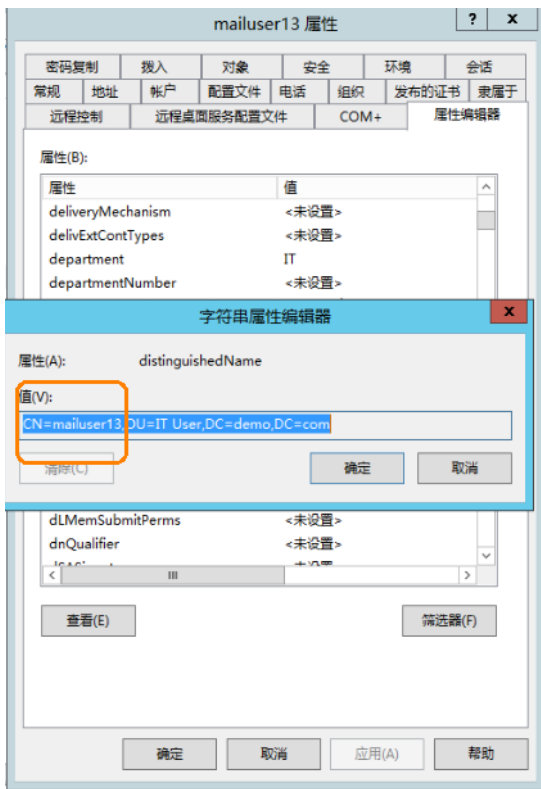 mailuser13 属性
? x
密码复制 拨入 对象 安全 环境 会话
常规 地址 帐户 配置文件 电话 组织 发布的证书 隶属于
远程控制 远程桌面服务配置文件 COM+ 属性编辑器
属性(B):
属性 值
deliveryMechanism <未设置>
delivExtContTypes <未设置>
department IT
departmentNumber <未设置>
字符串属性编辑器 x
属性(A): distinguishedName
值(V):
CN=mailuser13,OU=IT User,DC=demo,DC=com
清除(C) 确定 取消
dLMemSubmitPerms <未设置>
dnQualifier <未设置>
查看(E) 筛选器(F)
确定 取消 应用(A) 帮助